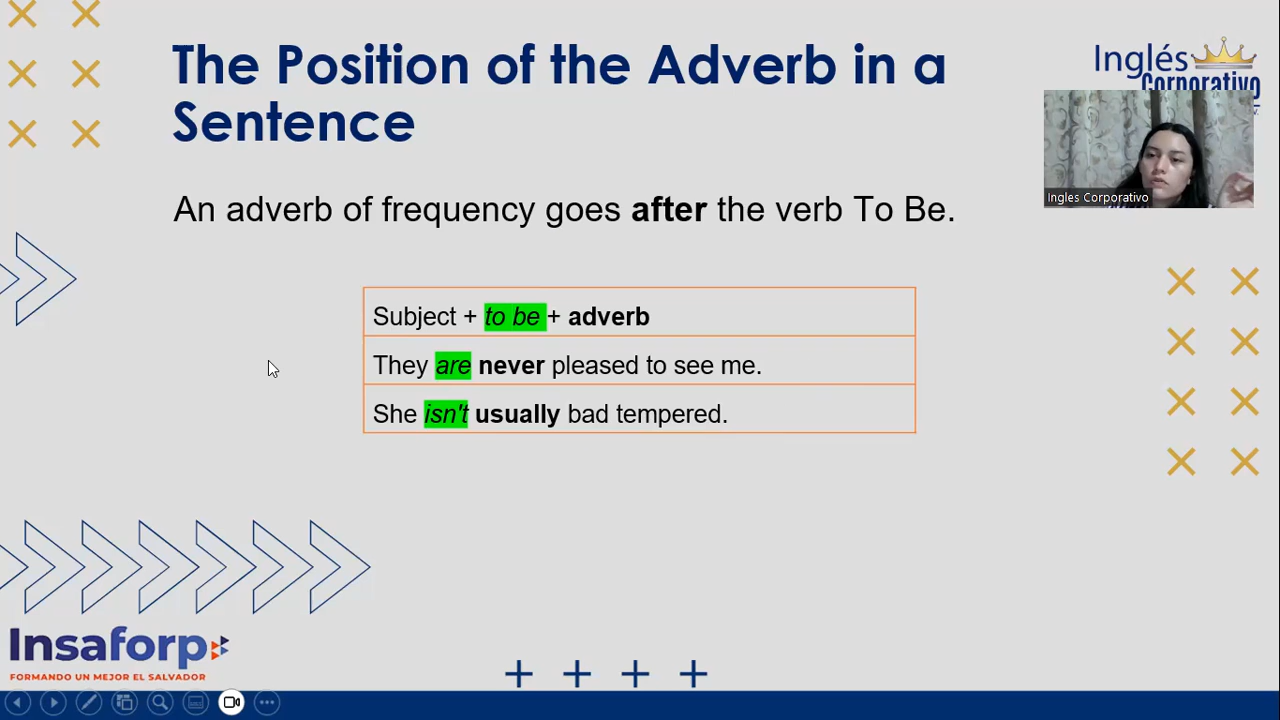 The Position of the Adverb in a
Sentence
Inglés
Corporativo
Ingles Corporativo
An adverb of frequency goes after the verb To Be.
Subject + to be + adverb
They are never pleased to see me.
She isn't usually bad tempered.
Insaforp
FORMANDO UN MEJOR EL SALVADOR